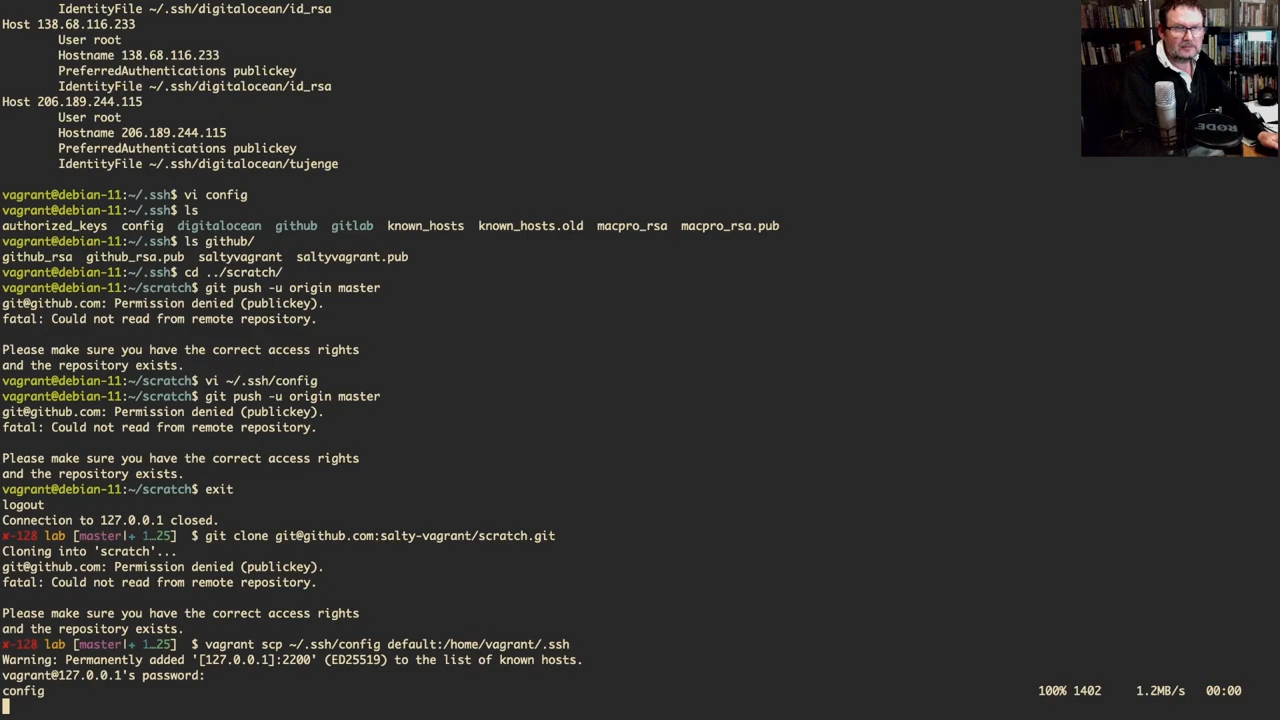 IdentityFile ~/.ssh/digitalocean/id_rsa
Host 138.68.116.233
        User root
        Hostname 138.68.116.233
        PreferredAuthentications publickey
        IdentityFile ~/.ssh/digitalocean/id_rsa
Host 206.189.244.115
        User root
        Hostname 206.189.244.115
        PreferredAuthentications publickey
        IdentityFile ~/.ssh/digitalocean/tujenge
vagrant@debian-11:~/.ssh$ vi config
vagrant@debian-11:~/.ssh$ ls
authorized_keys  config  digitalocean  github  gitlab  known_hosts  known_hosts.old  macpro_rsa  macpro_rsa.pub
vagrant@debian-11:~/.ssh$ ls github/
github_rsa  github_rsa.pub  saltyvagrant  saltyvagrant.pub
vagrant@debian-11:~/.ssh$ cd ../scratch/
vagrant@debian-11:~/scratch$ git push -u origin master
git@github.com: Permission denied (publickey).
fatal: Could not read from remote repository.

Please make sure you have the correct access rights
and the repository exists.
vagrant@debian-11:~/scratch$ vi ~/.ssh/config
vagrant@debian-11:~/scratch$ git push -u origin master
git@github.com: Permission denied (publickey).
fatal: Could not read from remote repository.

Please make sure you have the correct access rights
and the repository exists.
vagrant@debian-11:~/scratch$ exit
logout
Connection to 127.0.0.1 closed.
✘-128 lab [master|+ 1…25]  $ git clone git@github.com:salty-vagrant/scratch.git
Cloning into 'scratch'...
git@github.com: Permission denied (publickey).
fatal: Could not read from remote repository.

Please make sure you have the correct access rights
and the repository exists.
✘-128 lab [master|+ 1…25]  $ vagrant scp ~/.ssh/config default:/home/vagrant/.ssh
Warning: Permanently added '[127.0.0.1]:2200' (ED25519) to the list of known hosts.
vagrant@127.0.0.1's password:
config 100% 1402 1.2MB/s 00:00
RØDE